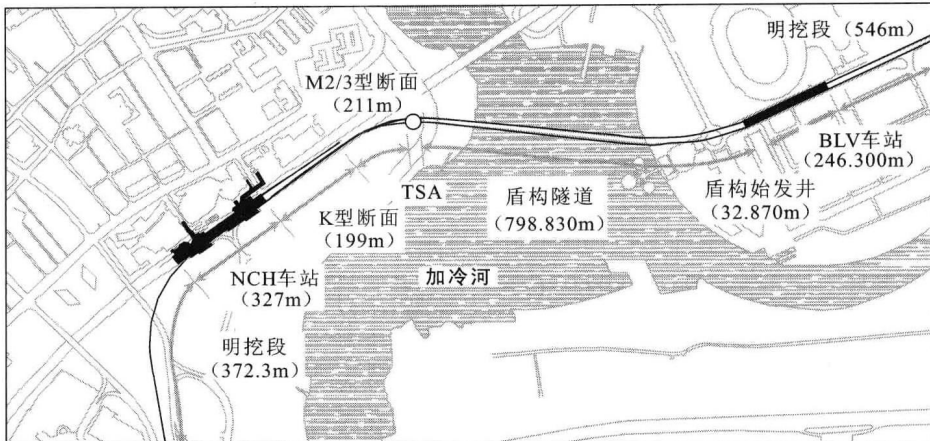 明挖段（546m）
M2/3型断面
（211m）
BLV车站
（246.300m）
TSA
盾构隧道
（798.830m）
盾构始发井
（32.870m）
K型断面
（199m）
NCH车站
（327m）
加冷河
明挖段
（372.3m）